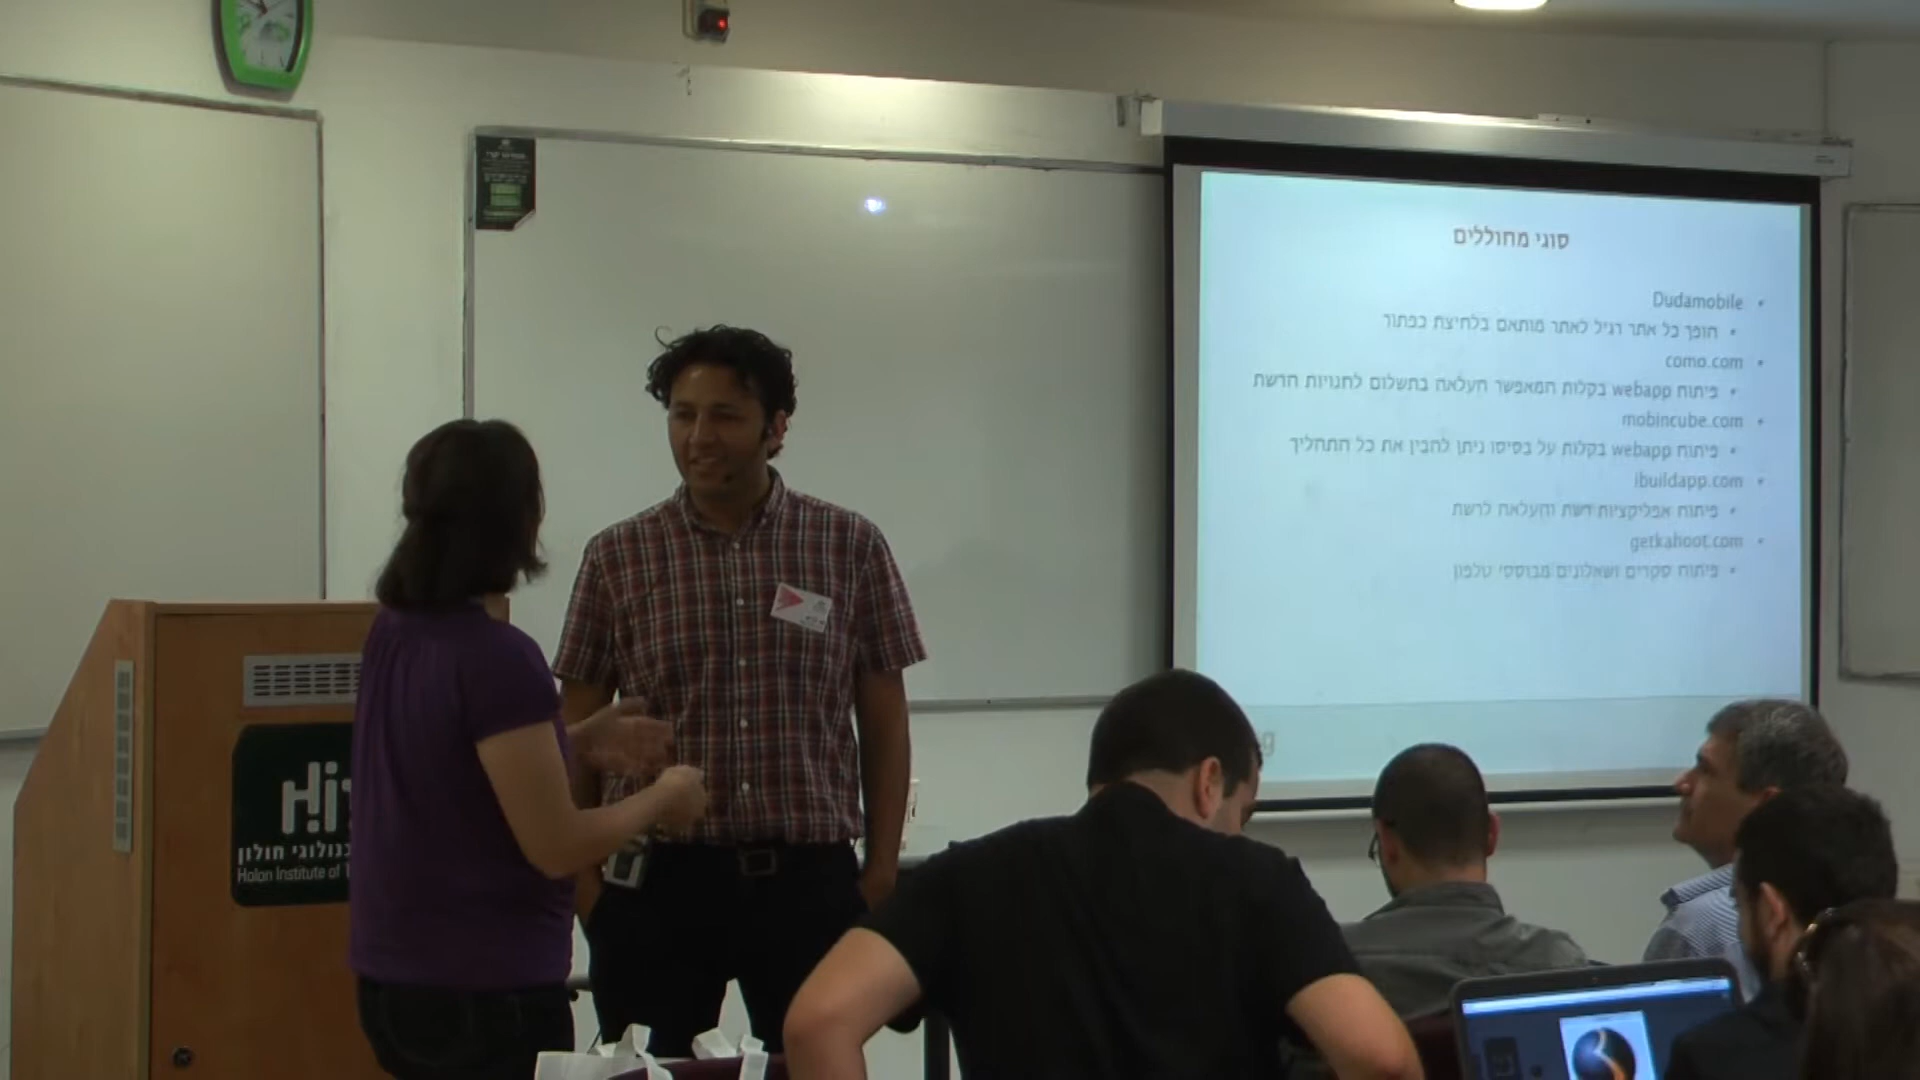 סוגי מחוללים
Dudamobile
הופך כל אתר רגיל לאתר מותאם בלחיצת כפתור
como.com
פיתוח webapp בקלות המאפשר העלאה בתשלום לחנויות הרשת
mobincube.com
פיתוח webapp בקלות על בסיסו ניתן להבין את כל התהליך
ibuildapp.com
פיתוח אפליקציות רשת והעלאה לרשת
getkahoot.com
פיתוח סקרים ושאלונים מבוססי טלפון
Hi
חולון
Holon Institute of